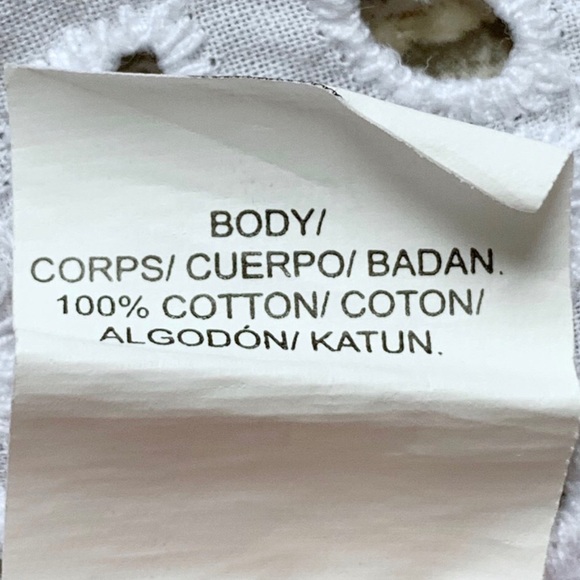 BODY/
CORPS/ CUERPO/ BADAN.
100% COTTON/ COTON/
ALGODÓN/ KATUN.